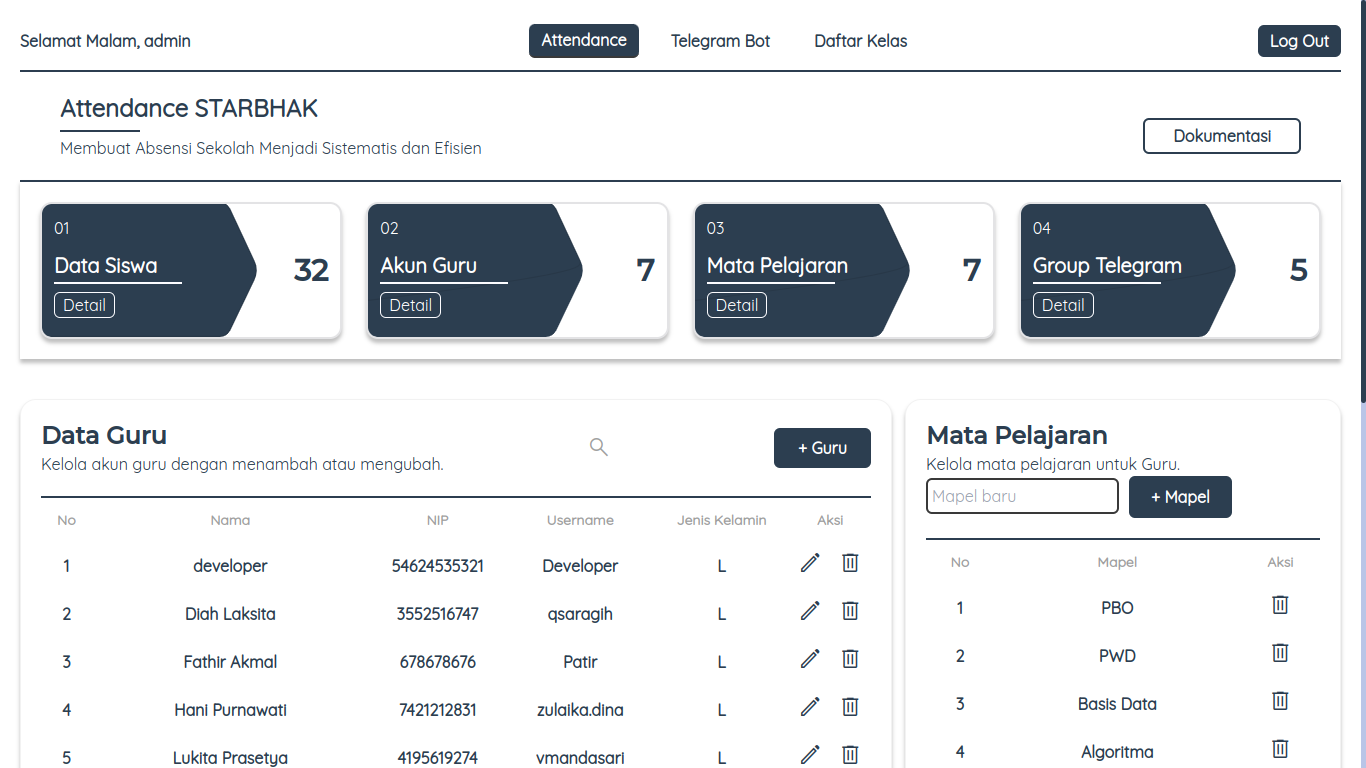 Selamat Malam, admin
Attendance
Telegram Bot
Daftar Kelas
Log Out
Attendance STARBHAK
Membuat Absensi Sekolah Menjadi Sistematis dan Efisien
Dokumentasi
01
Data Siswa
Detail
32
02
Akun Guru
Detail
7
03
Mata Pelajaran
Detail
7
04
Group Telegram
Detail
5
Data Guru
Kelola akun guru dengan menambah atau mengubah.
+ Guru
No Nama NIP Username Jenis Kelamin Aksi
1 developer 54624535321 Developer L
2 Diah Laksita 3552516747 qsaragih L
3 Fathir Akmal 678678676 Patir L
4 Hani Purnawati 7421212831 zulaika.dina L
5 Lukita Prasetya 4195619274 vmandasari L
Mata Pelajaran
Kelola mata pelajaran untuk Guru.
Mapel baru
+ Mapel
No Mapel Aksi
1 PBO
2 PWD
3 Basis Data
4 Algoritma